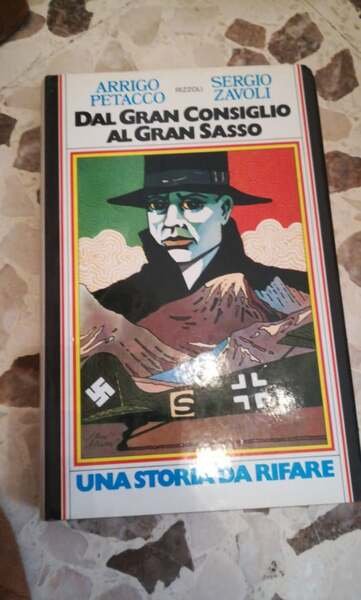 ARRIGO
PETACCO
RIZZOLI
SERGIO
ZAVOLI
DAL GRAN CONSIGLIO
AL GRAN SASSO
S
UNA STORIA DA RIFARE